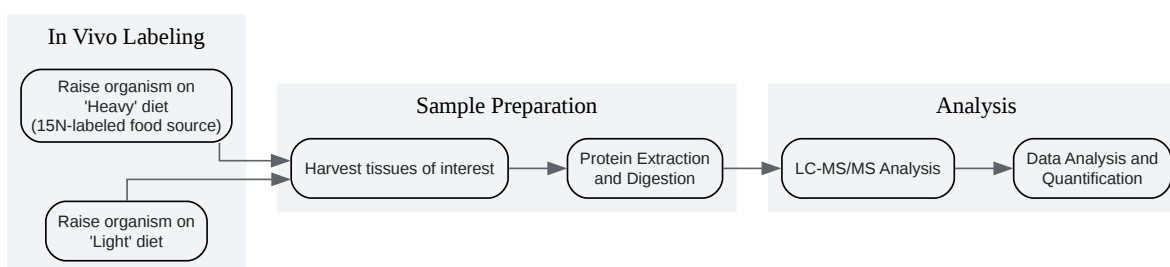 In Vivo Labeling
Raise organism on
'Heavy' diet
(15N-labeled food source)
Raise organism on
'Light' diet
Sample Preparation
Harvest tissues of interest
Protein Extraction
and Digestion
Analysis
LC-MS/MS Analysis
Data Analysis and
Quantification